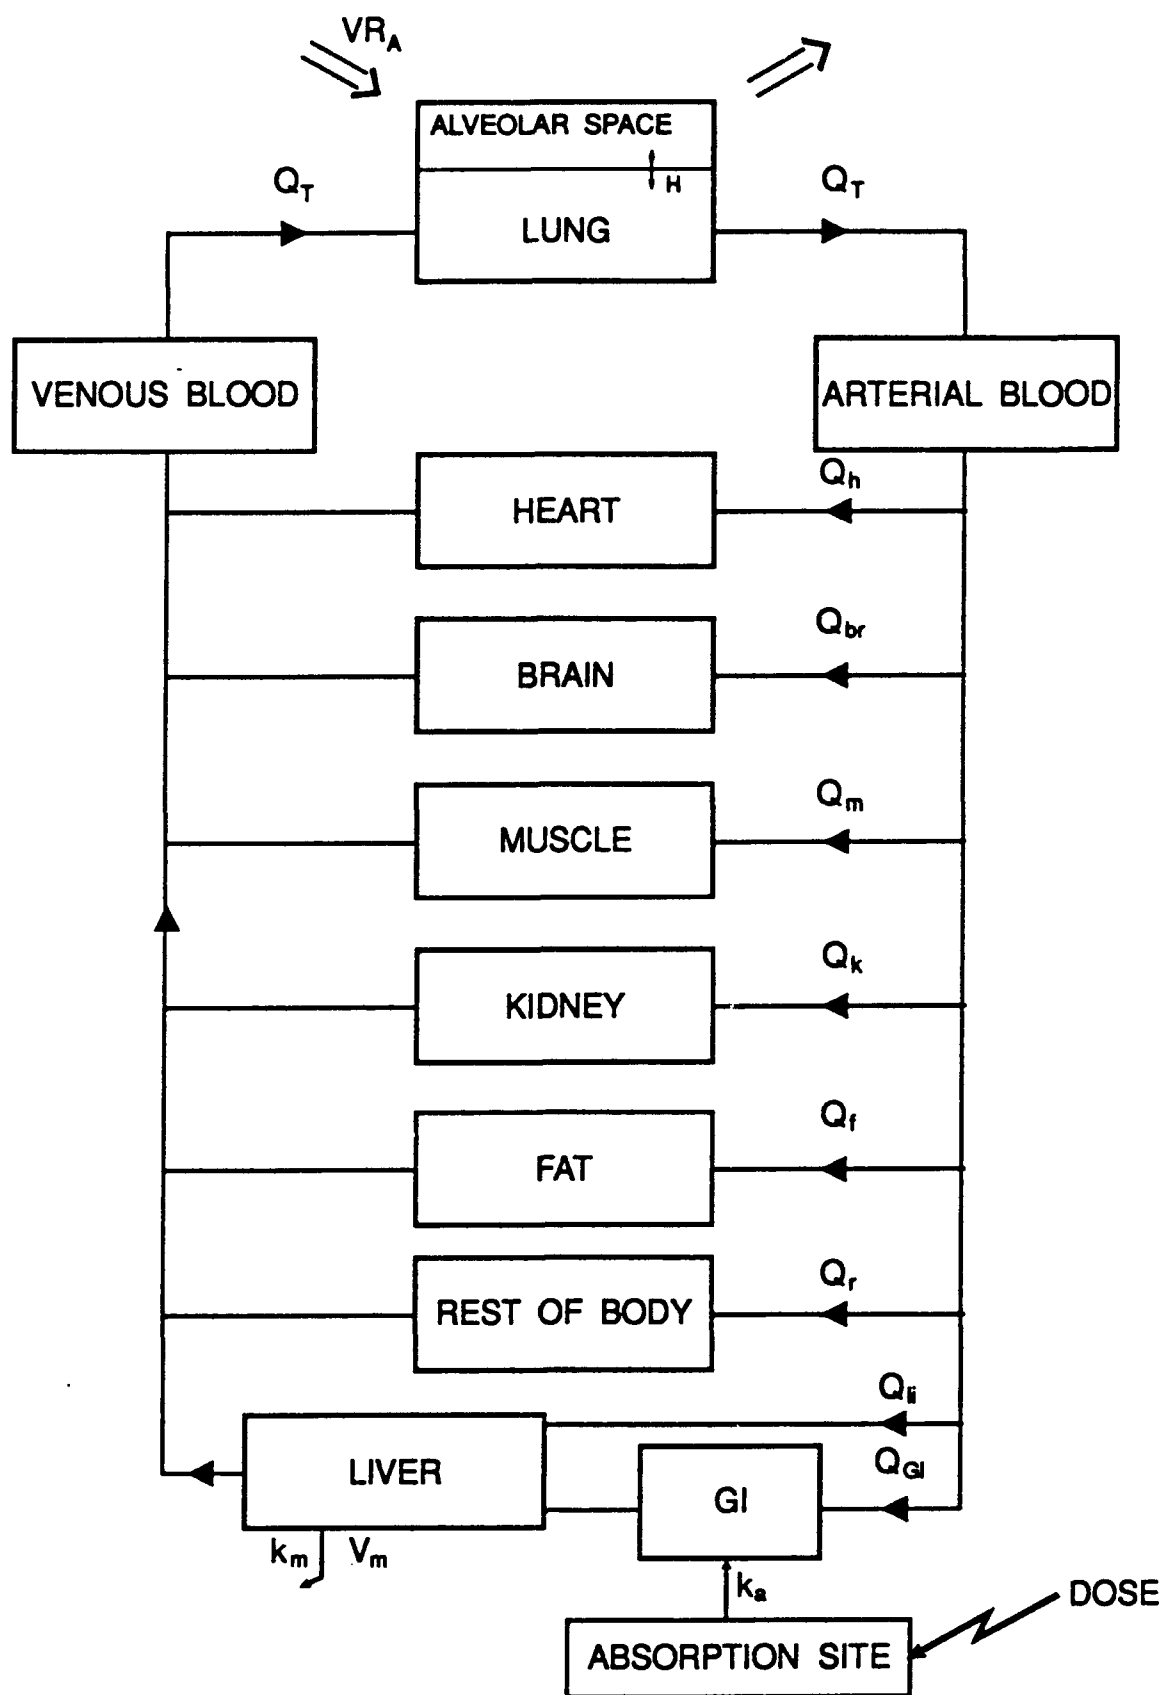 VR_A
ALVEOLAR SPACE
H
Q_T
Q_T
LUNG
VENOUS BLOOD
ARTERIAL BLOOD
Q_h
HEART
Q_br
BRAIN
Q_m
MUSCLE
Q_k
KIDNEY
Q_f
FAT
Q_r
REST OF BODY
Q_li
LIVER
Q_GI
GI
k_m V_m
k_a
DOSE
ABSORPTION SITE